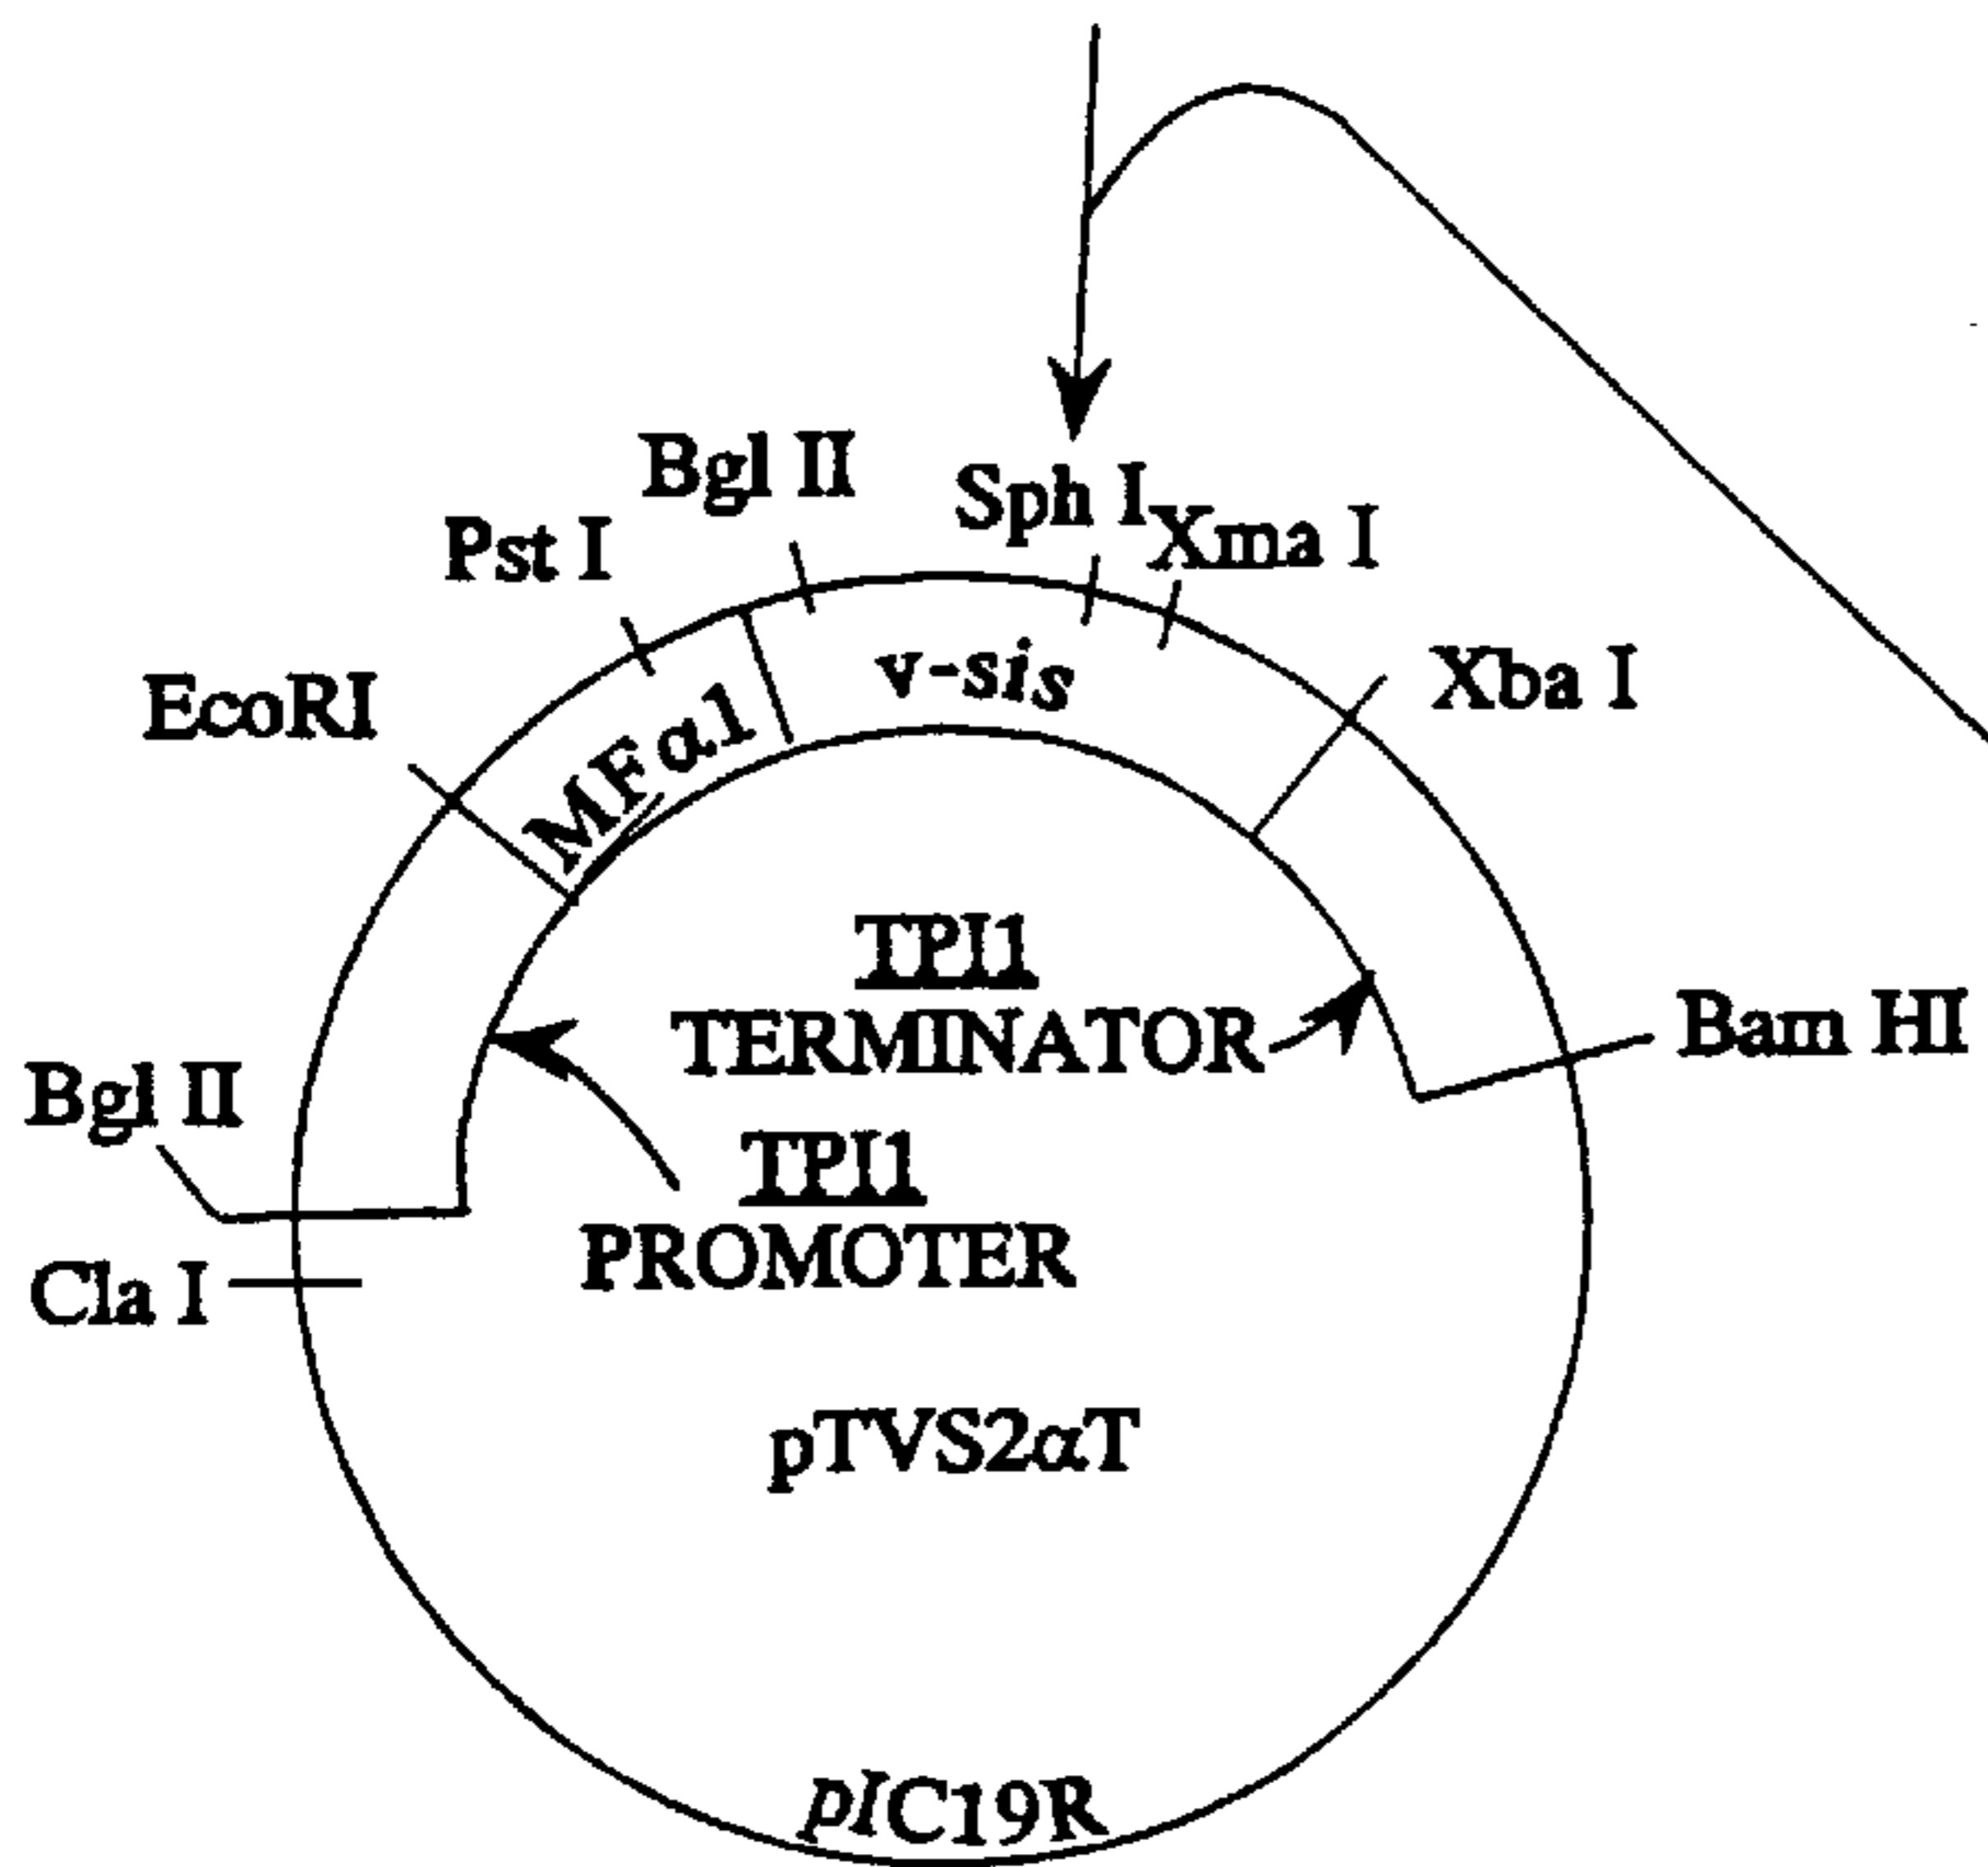 Bgl II
Sph I
Xma I
Pst I
EcoRI
MFα1
v-sis
Xba I
TPI1
TERMINATOR
Bam HI
Bgl II
TPI1
PROMOTER
Cla I
pTVS2αT
pIC19R